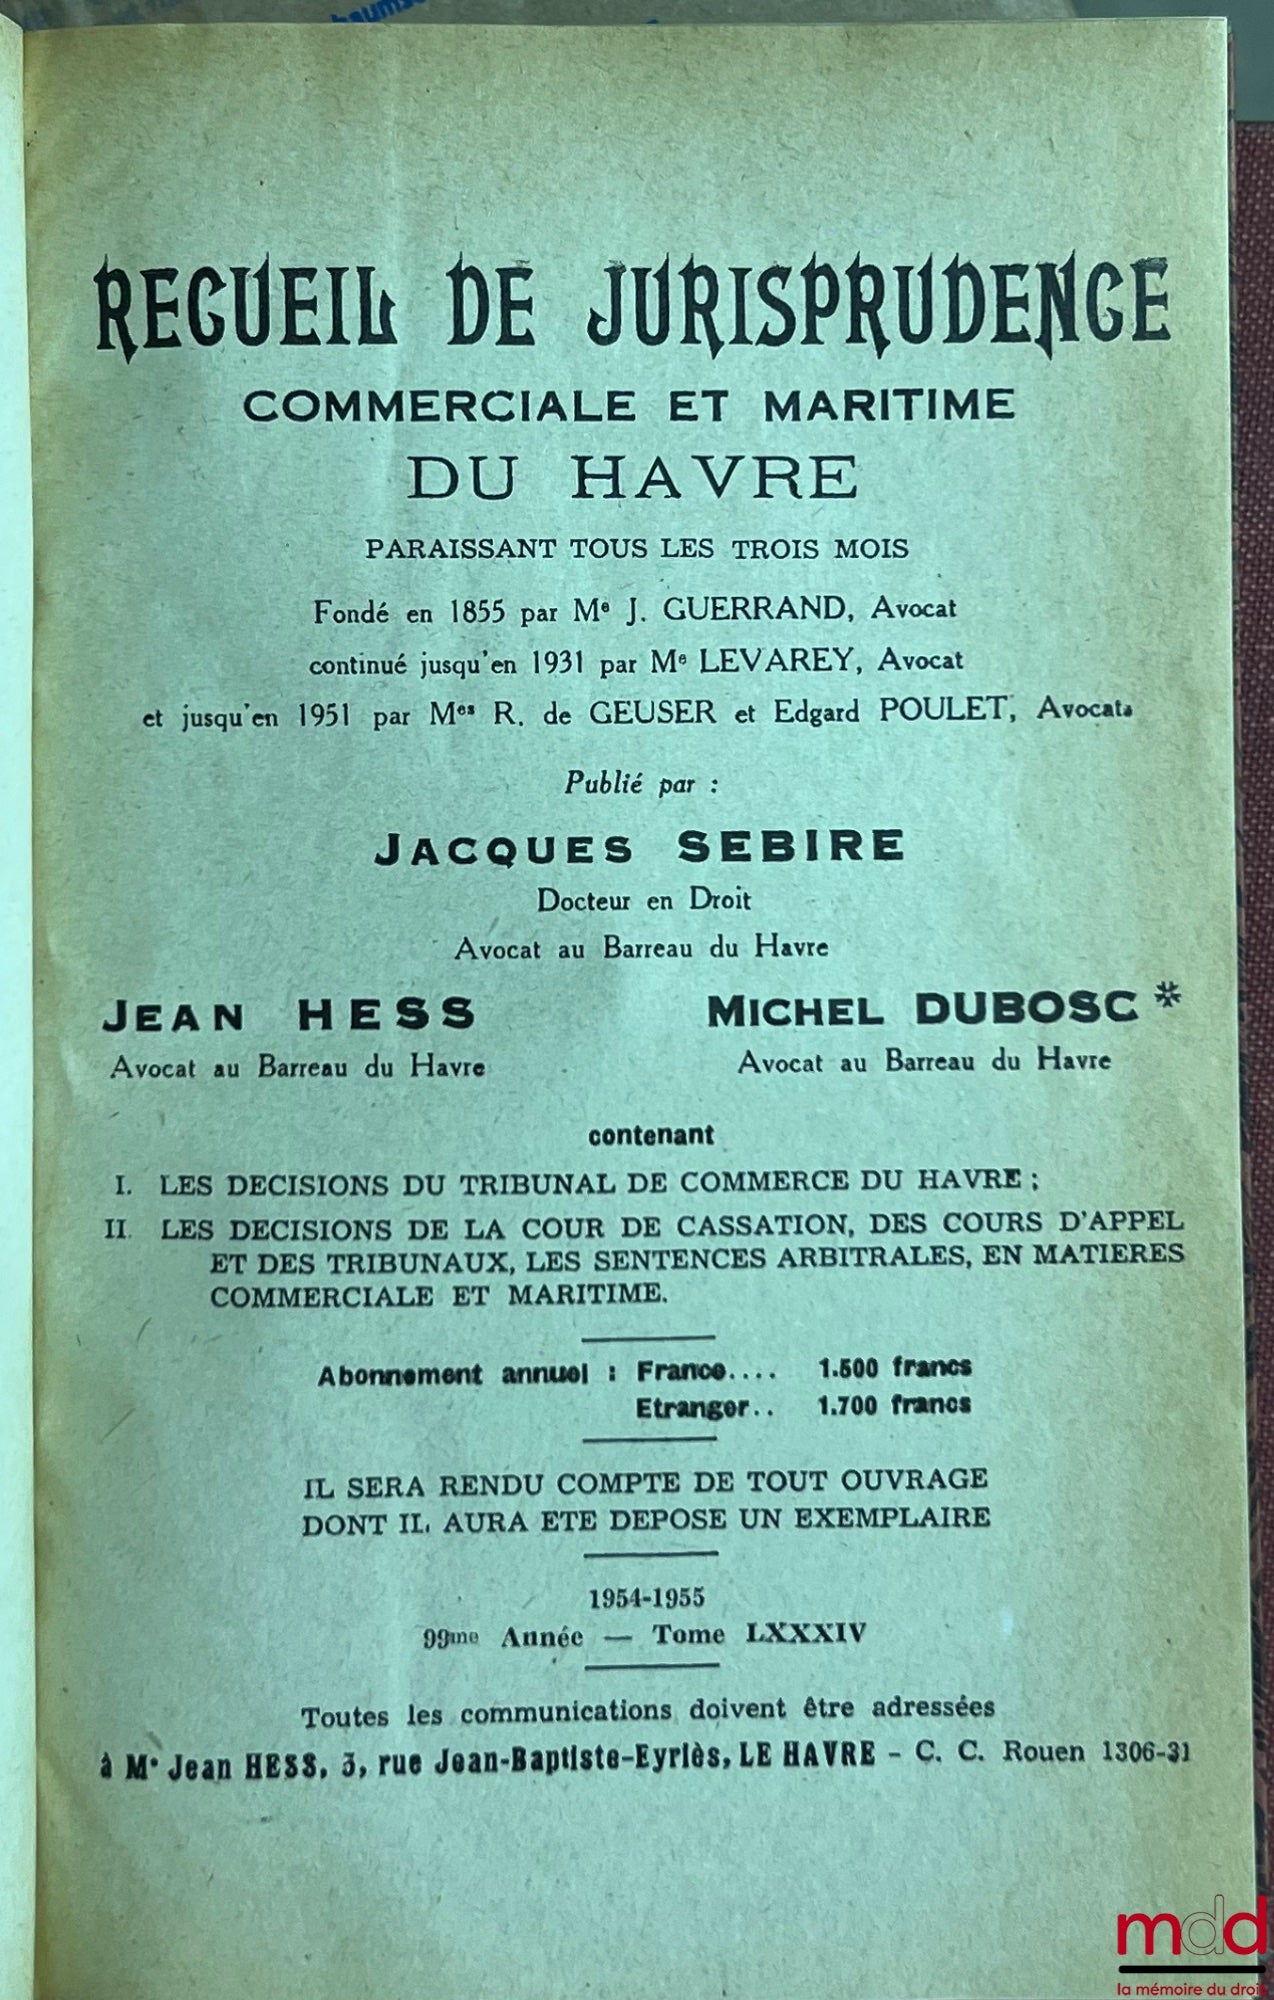 RECUEIL DE JURISPRUDENCE
COMMERCIALE ET MARITIME
DU HAVRE
PARAISSANT TOUS LES TROIS MOIS
Fondé en 1855 par Me J. GUERRAND, Avocat
continué jusqu'en 1931 par Me LEVAREY, Avocat
et jusqu'en 1951 par Mes R. de GEUSER et Edgard POULET, Avocats
Publié par :
JACQUES SEBIRE
Docteur en Droit
Avocat au Barreau du Havre
JEAN HESS
Avocat au Barreau du Havre
MICHEL DUBOSC *
Avocat au Barreau du Havre
contenant
I. LES DECISIONS DU TRIBUNAL DE COMMERCE DU HAVRE ;
II. LES DECISIONS DE LA COUR DE CASSATION, DES COURS D'APPEL
ET DES TRIBUNAUX, LES SENTENCES ARBITRALES, EN MATIERES
COMMERCIALE ET MARITIME.
Abonnement annuel : France.... 1.500 francs
Etranger.. 1.700 francs
IL SERA RENDU COMPTE DE TOUT OUVRAGE
DONT IL AURA ETE DEPOSE UN EXEMPLAIRE
1954-1955
99me Année — Tome LXXXIV
Toutes les communications doivent être adressées
à Me Jean HESS, 3, rue Jean-Baptiste-Eyriès, LE HAVRE - C. C. Rouen 1306-31
mdd
la mémoire du droit